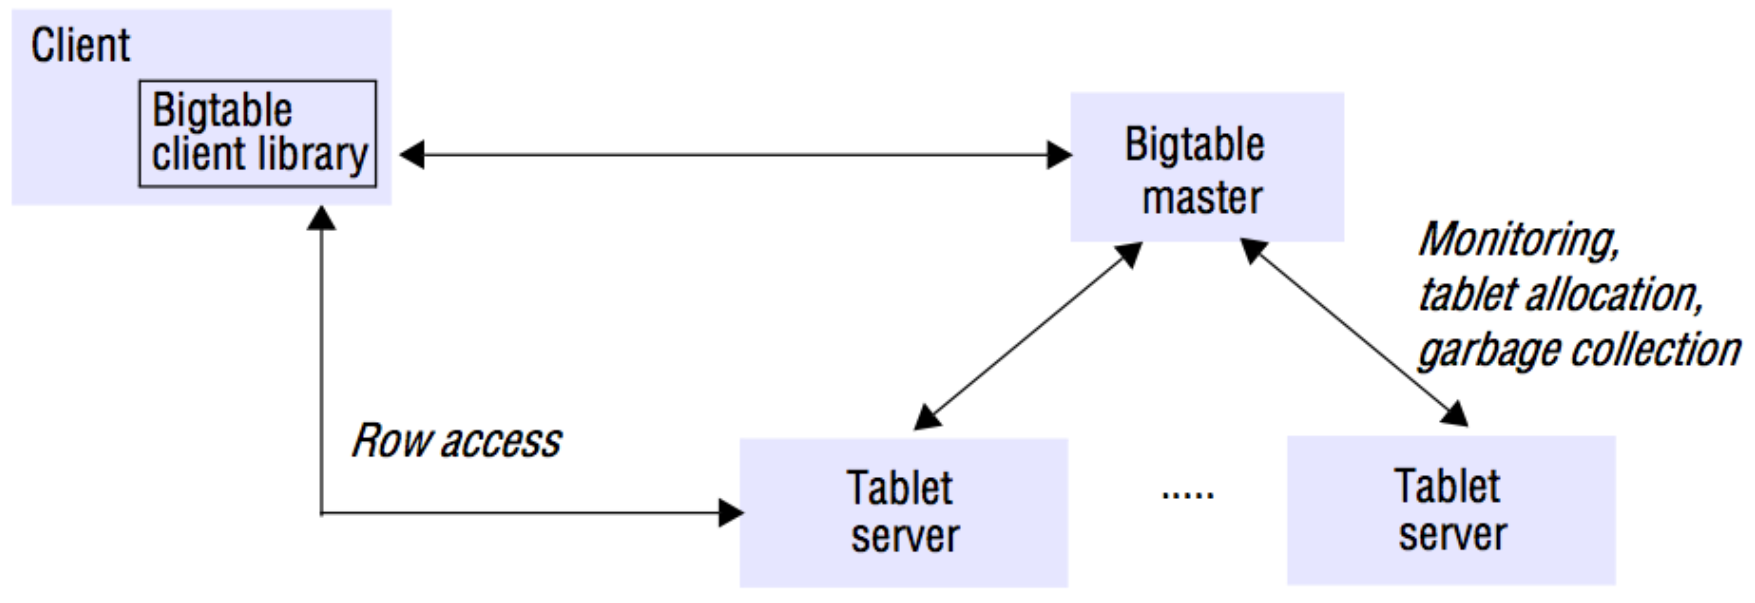 Client
Bigtable
client library
Bigtable
master
Monitoring,
tablet allocation,
garbage collection
Row access
Tablet
server
.....
Tablet
server